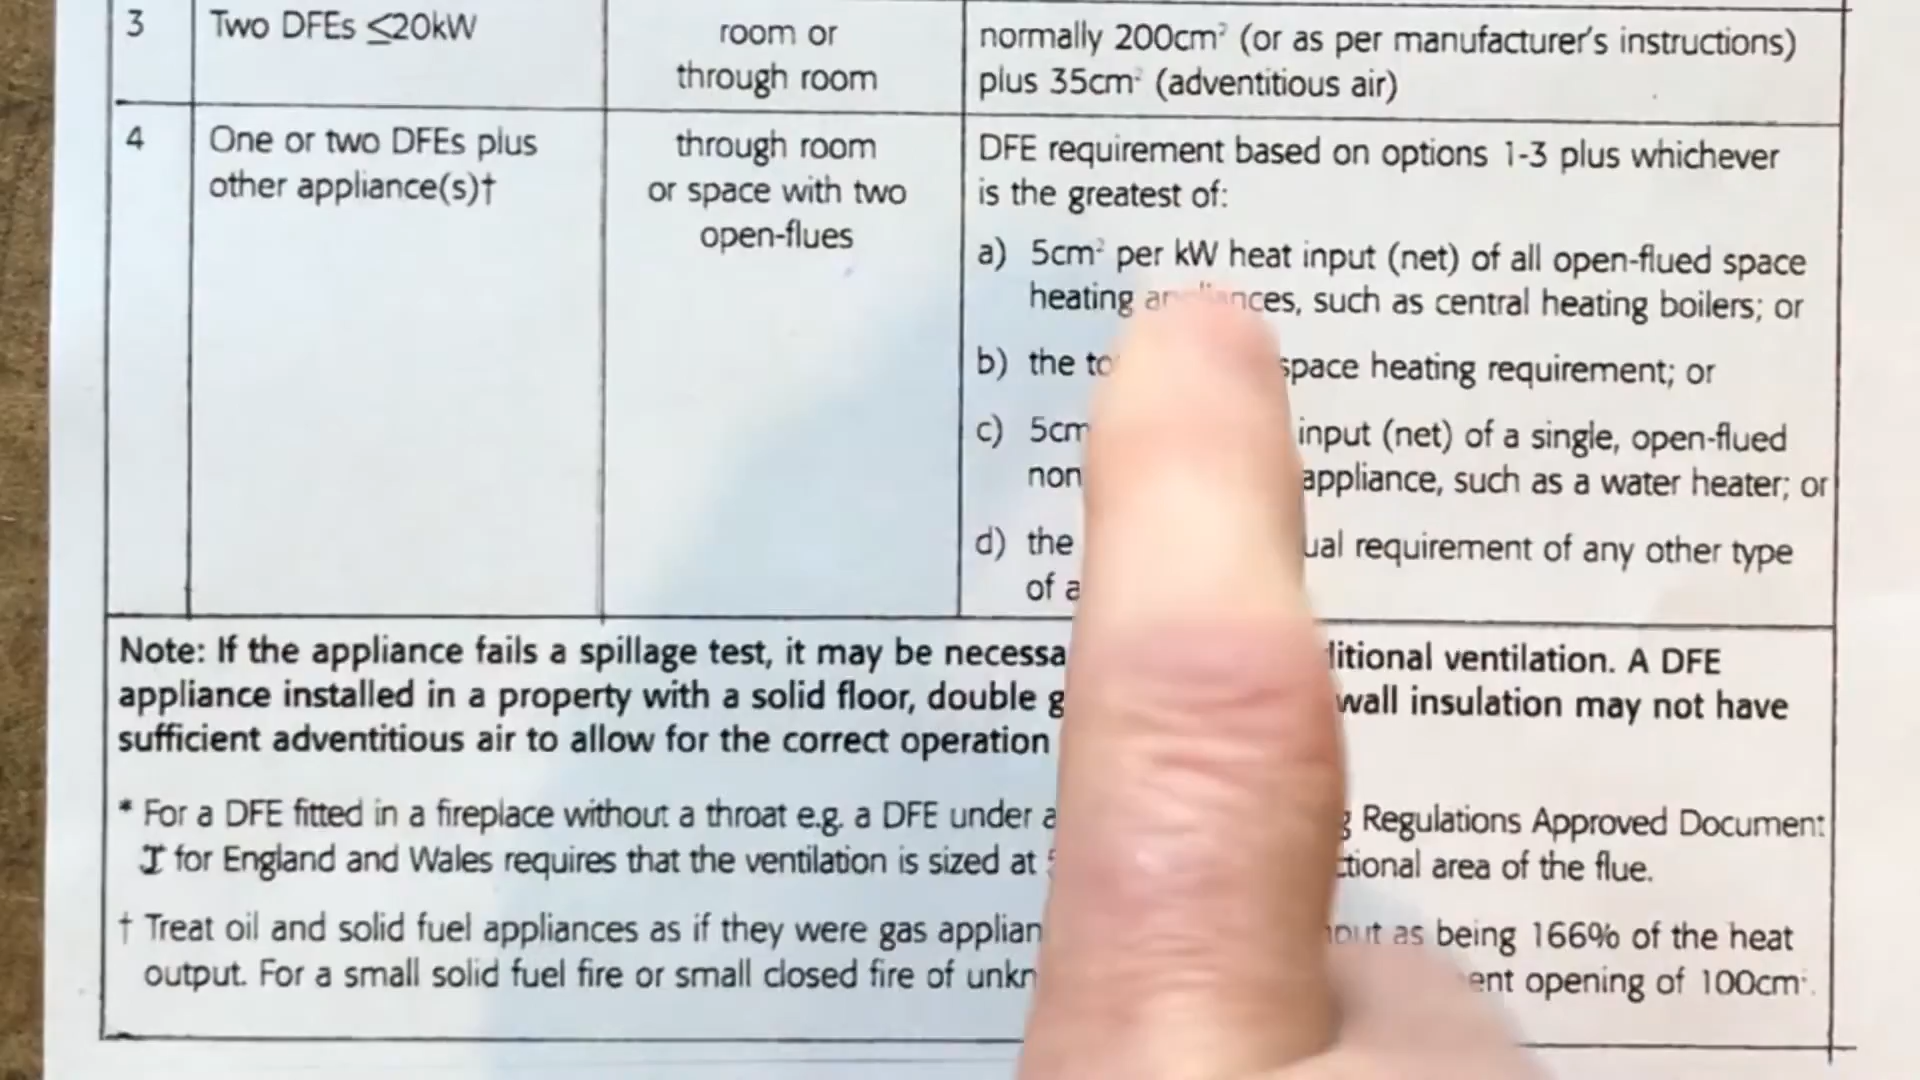 3
Two DFEs ≤20kW
room or
through room
normally 200cm² (or as per manufacturer's instructions)
plus 35cm² (adventitious air)
4
One or two DFEs plus
other appliance(s)†
through room
or space with two
open-flues
DFE requirement based on options 1-3 plus whichever
is the greatest of:
a) 5cm² per kW heat input (net) of all open-flued space
heating appliances, such as central heating boilers; or
b) the space heating requirement; or
c) 5cm input (net) of a single, open-flued
non appliance, such as a water heater; or
d) the requirement of any other type
of
Note: If the appliance fails a spillage test, it may be ventilation. A DFE
appliance installed in a property with a solid floor, double wall insulation may not have
sufficient adventitious air to allow for the correct operation
* For a DFE fitted in a fireplace without a throat e.g. a DFE under a Regulations Approved Document
J for England and Wales requires that the ventilation is sized at area of the flue.
† Treat oil and solid fuel appliances as if they were gas as being 166% of the heat
output. For a small solid fuel fire or small closed fire of opening of 100cm².